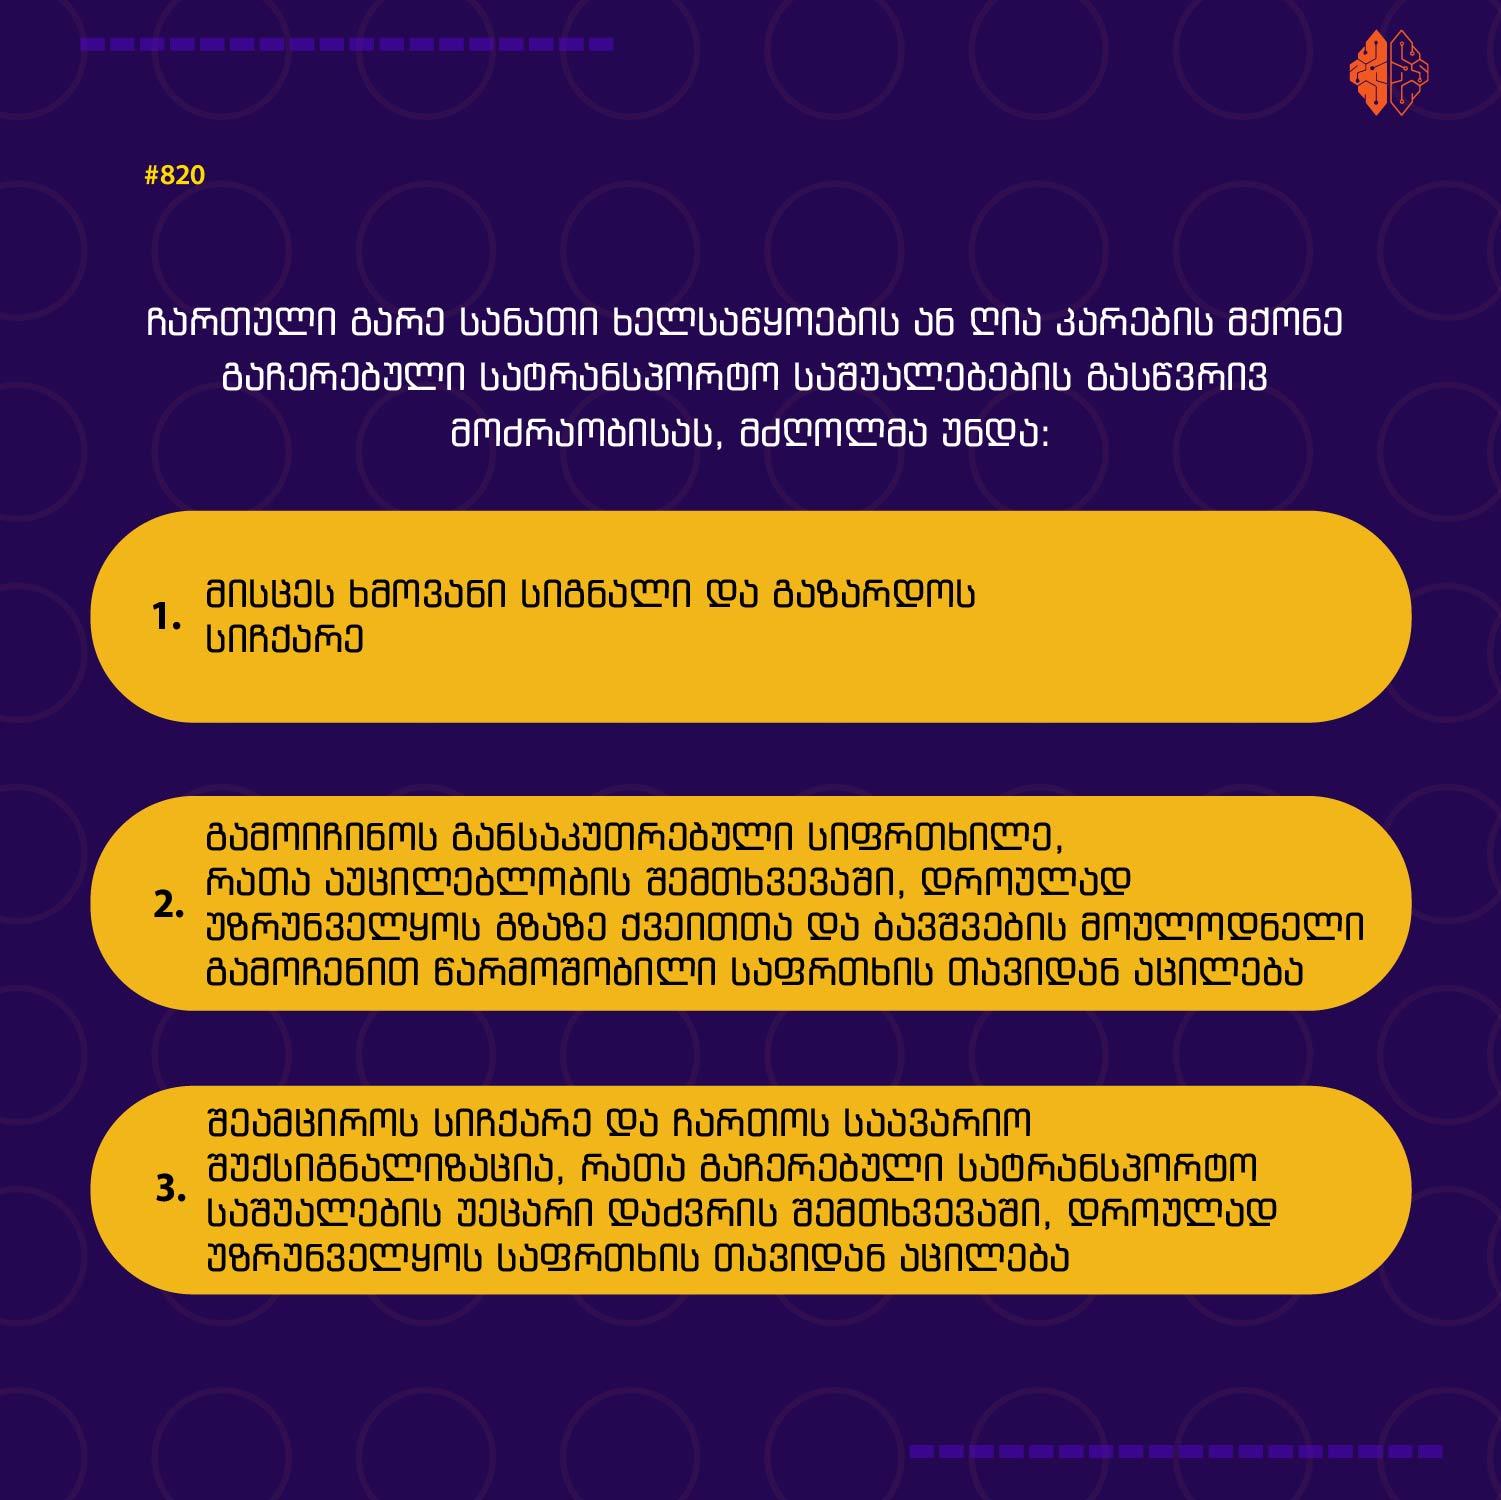 #820
ჩართული გარე სანათი ხელსაწყოების ან ღია კარების მქონე
გაჩერებული სატრანსპორტო საშუალებების გასწვრივ
მოძრაობისას, მძღოლმა უნდა:
1. მისცეს ხმოვანი სიგნალი და გაზარდოს
სიჩქარე
2. გამოიჩინოს განსაკუთრებული სიფრთხილე,
რათა აუცილებლობის შემთხვევაში, დროულად
უზრუნველყოს გზაზე ქვეითთა და ბავშვების მოულოდნელი
გამოჩენით წარმოშობილი საფრთხის თავიდან აცილება
3. შეამციროს სიჩქარე და ჩართოს საავარიო
შუქსიგნალიზაცია, რათა გაჩერებული სატრანსპორტო
საშუალების უეცარი დაძვრის შემთხვევაში, დროულად
უზრუნველყოს საფრთხის თავიდან აცილება